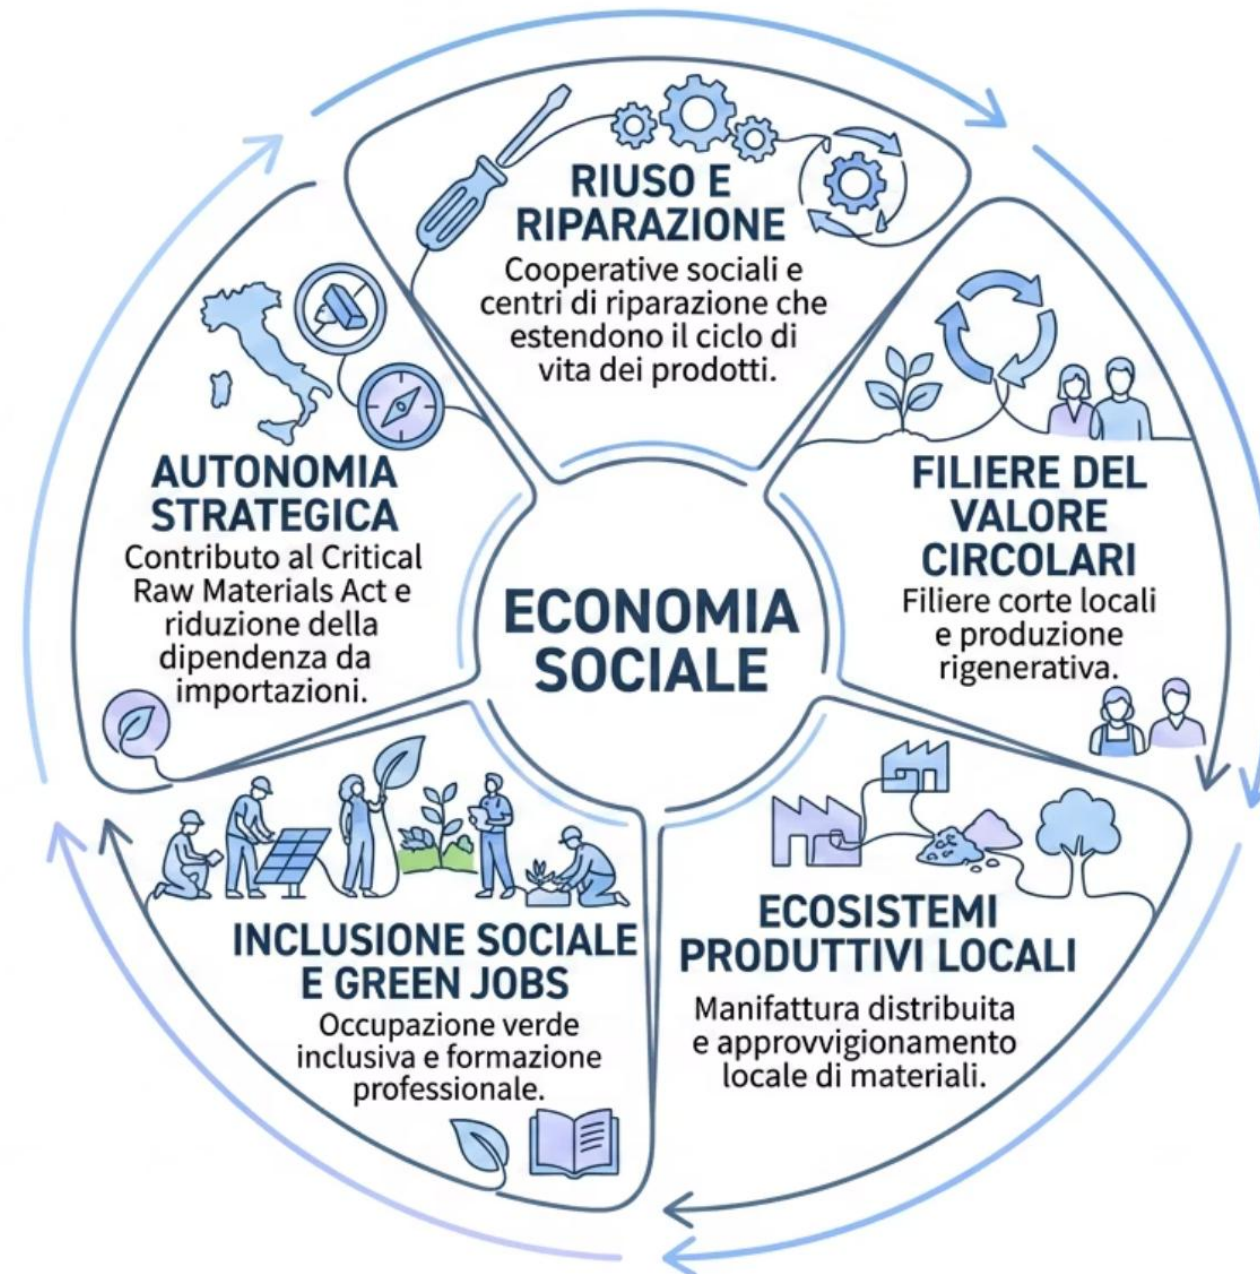 RIUSO E
RIPARAZIONE
Cooperative sociali e
centri di riparazione che
estendono il ciclo di
vita dei prodotti.
FILIERE DEL
VALORE
CIRCOLARI
Filiere corte locali
e produzione
rigenerativa.
ECOSISTEMI
PRODUTTIVI LOCALI
Manifattura distribuita
e approvvigionamento
locale di materiali.
INCLUSIONE SOCIALE
E GREEN JOBS
Occupazione verde
inclusiva e formazione
professionale.
AUTONOMIA
STRATEGICA
Contributo al Critical
Raw Materials Act e
riduzione della
dipendenza da
importazioni.
ECONOMIA
SOCIALE